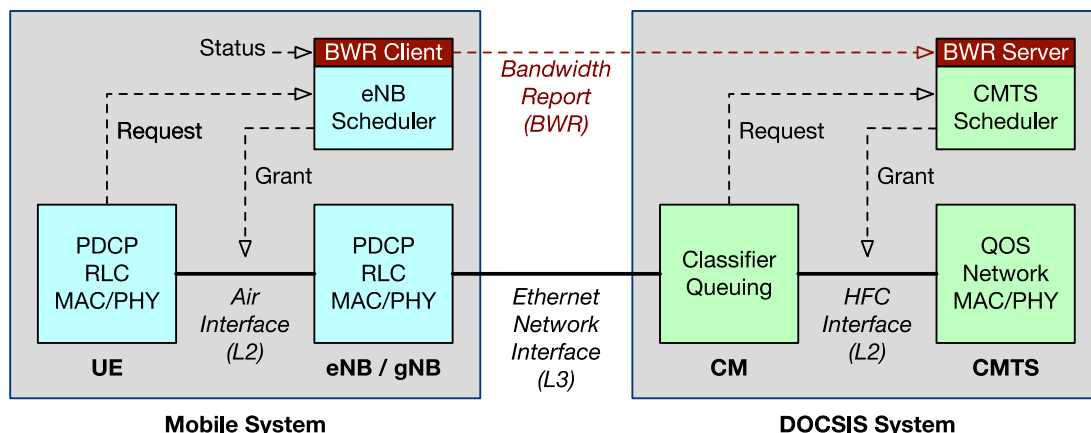 Status
BWR Client
eNB
Scheduler
Request
Grant
PDCP
RLC
MAC/PHY
UE
Air
Interface
(L2)
PDCP
RLC
MAC/PHY
eNB / gNB
Mobile System
Bandwidth
Report
(BWR)
Ethernet
Network
Interface
(L3)
BWR Server
CMTS
Scheduler
Request
Grant
Classifier
Queuing
CM
HFC
Interface
(L2)
QOS
Network
MAC/PHY
CMTS
DOCSIS System